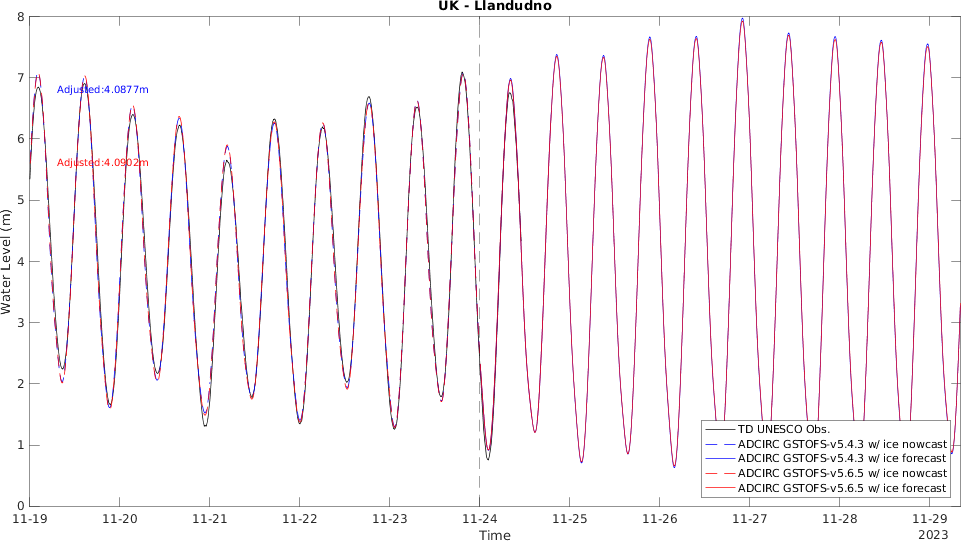 UK - Llandudno
8
7
6
5
4
3
2
1
0
Water Level (m)
Adjusted:4.0877m
Adjusted:4.0902m
TD UNESCO Obs.
ADCIRC GSTOFS-v5.4.3 w/ ice nowcast
ADCIRC GSTOFS-v5.4.3 w/ ice forecast
ADCIRC GSTOFS-v5.6.5 w/ ice nowcast
ADCIRC GSTOFS-v5.6.5 w/ ice forecast
11-19 11-20 11-21 11-22 11-23 11-24 11-25 11-26 11-27 11-28 11-29
2023
Time